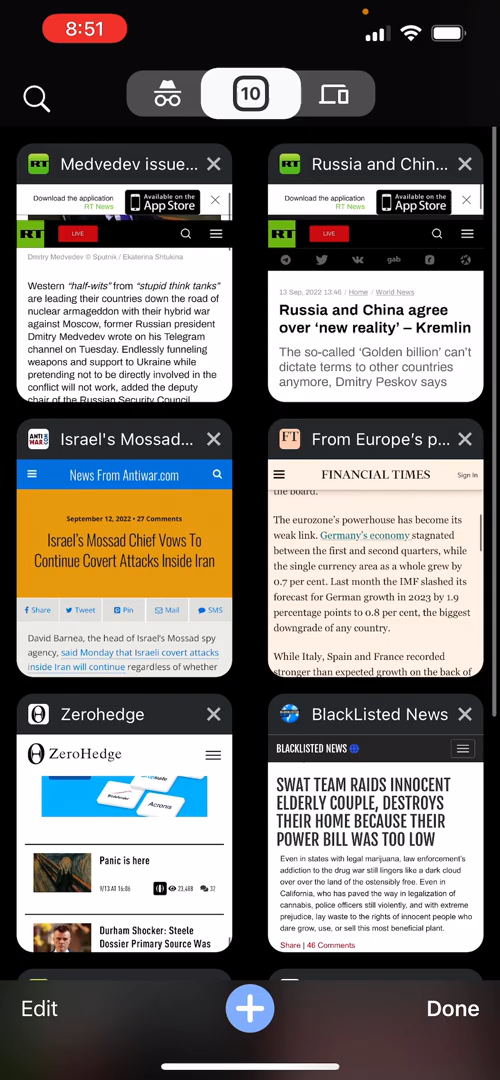 8:51
10
RT Medvedev issue...
Download the application
RT News
Available on the
App Store
RT
LIVE
Dmitry Medvedev © Sputnik / Ekaterina Shtukina
Western “half-wits” from “stupid think tanks”
are leading their countries down the road of
nuclear armageddon with their hybrid war
against Moscow, former Russian president
Dmitry Medvedev wrote on his Telegram
channel on Tuesday. Endlessly funneling
weapons and support to Ukraine while
pretending not to be directly involved in the
conflict will not work, added the deputy
chair of the Russian Security Council
RT Russia and Chin...
Download the application
RT News
Available on the
App Store
RT
LIVE
gab
13 Sep, 2022 13:46 / Home / World News
Russia and China agree
over ‘new reality’ – Kremlin
The so-called ‘Golden billion’ can’t
dictate terms to other countries
anymore, Dmitry Peskov says
ANTI WAR Israel's Mossad...
News From Antiwar.com
September 12, 2022 • 27 Comments
Israel’s Mossad Chief Vows To
Continue Covert Attacks Inside Iran
Share Tweet Pin Mail SMS
David Barnea, the head of Israel’s Mossad spy
agency, said Monday that Israeli covert attacks
inside Iran will continue regardless of whether
FT From Europe’s p...
FINANCIAL TIMES Sign In
the board.
The eurozone’s powerhouse has become its
weak link. Germany’s economy stagnated
between the first and second quarters, while
the single currency area as a whole grew by
0.7 per cent. Last month the IMF slashed its
forecast for German growth in 2023 by 1.9
percentage points to 0.8 per cent, the biggest
downgrade of any country.
While Italy, Spain and France recorded
stronger than expected growth on the back of
Zerohedge
ZeroHedge
Acronis
Panic is here
9/13 AT 16:06 23,488 32
Durham Shocker: Steele
Dossier Primary Source Was
BlackListed News
BLACKLISTED NEWS
SWAT TEAM RAIDS INNOCENT
ELDERLY COUPLE, DESTROYS
THEIR HOME BECAUSE THEIR
POWER BILL WAS TOO LOW
Even in states with legal marijuana, law enforcement’s
addiction to the drug war still lingers like a dark cloud
over over the land of the ostensibly free. Even in
California, who has paved the way in legalization of
cannabis, police officers still violently, and with extreme
prejudice, lay waste to the rights of innocent people who
dare grow, use, or sell this most beneficial plant.
Share | 46 Comments
Edit
Done